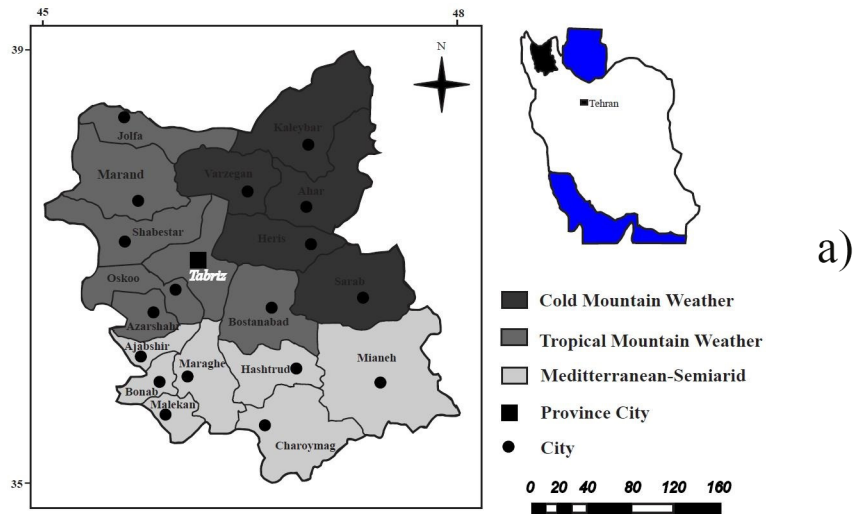 45
48
39
N
Kaleybar
Jolfa
Marand
Varzegan
Ahar
Shabestar
Heris
Oskoo
Tabriz
Sarab
Azarshahr
Bostanabad
Ajabshir
Maraghe
Hashtrud
Mianeh
Bonab
Malekan
Charoymag
35
Tehran
a)
Cold Mountain Weather
Tropical Mountain Weather
Meditterranean-Semiarid
Province City
City
0 20 40 80 120 160